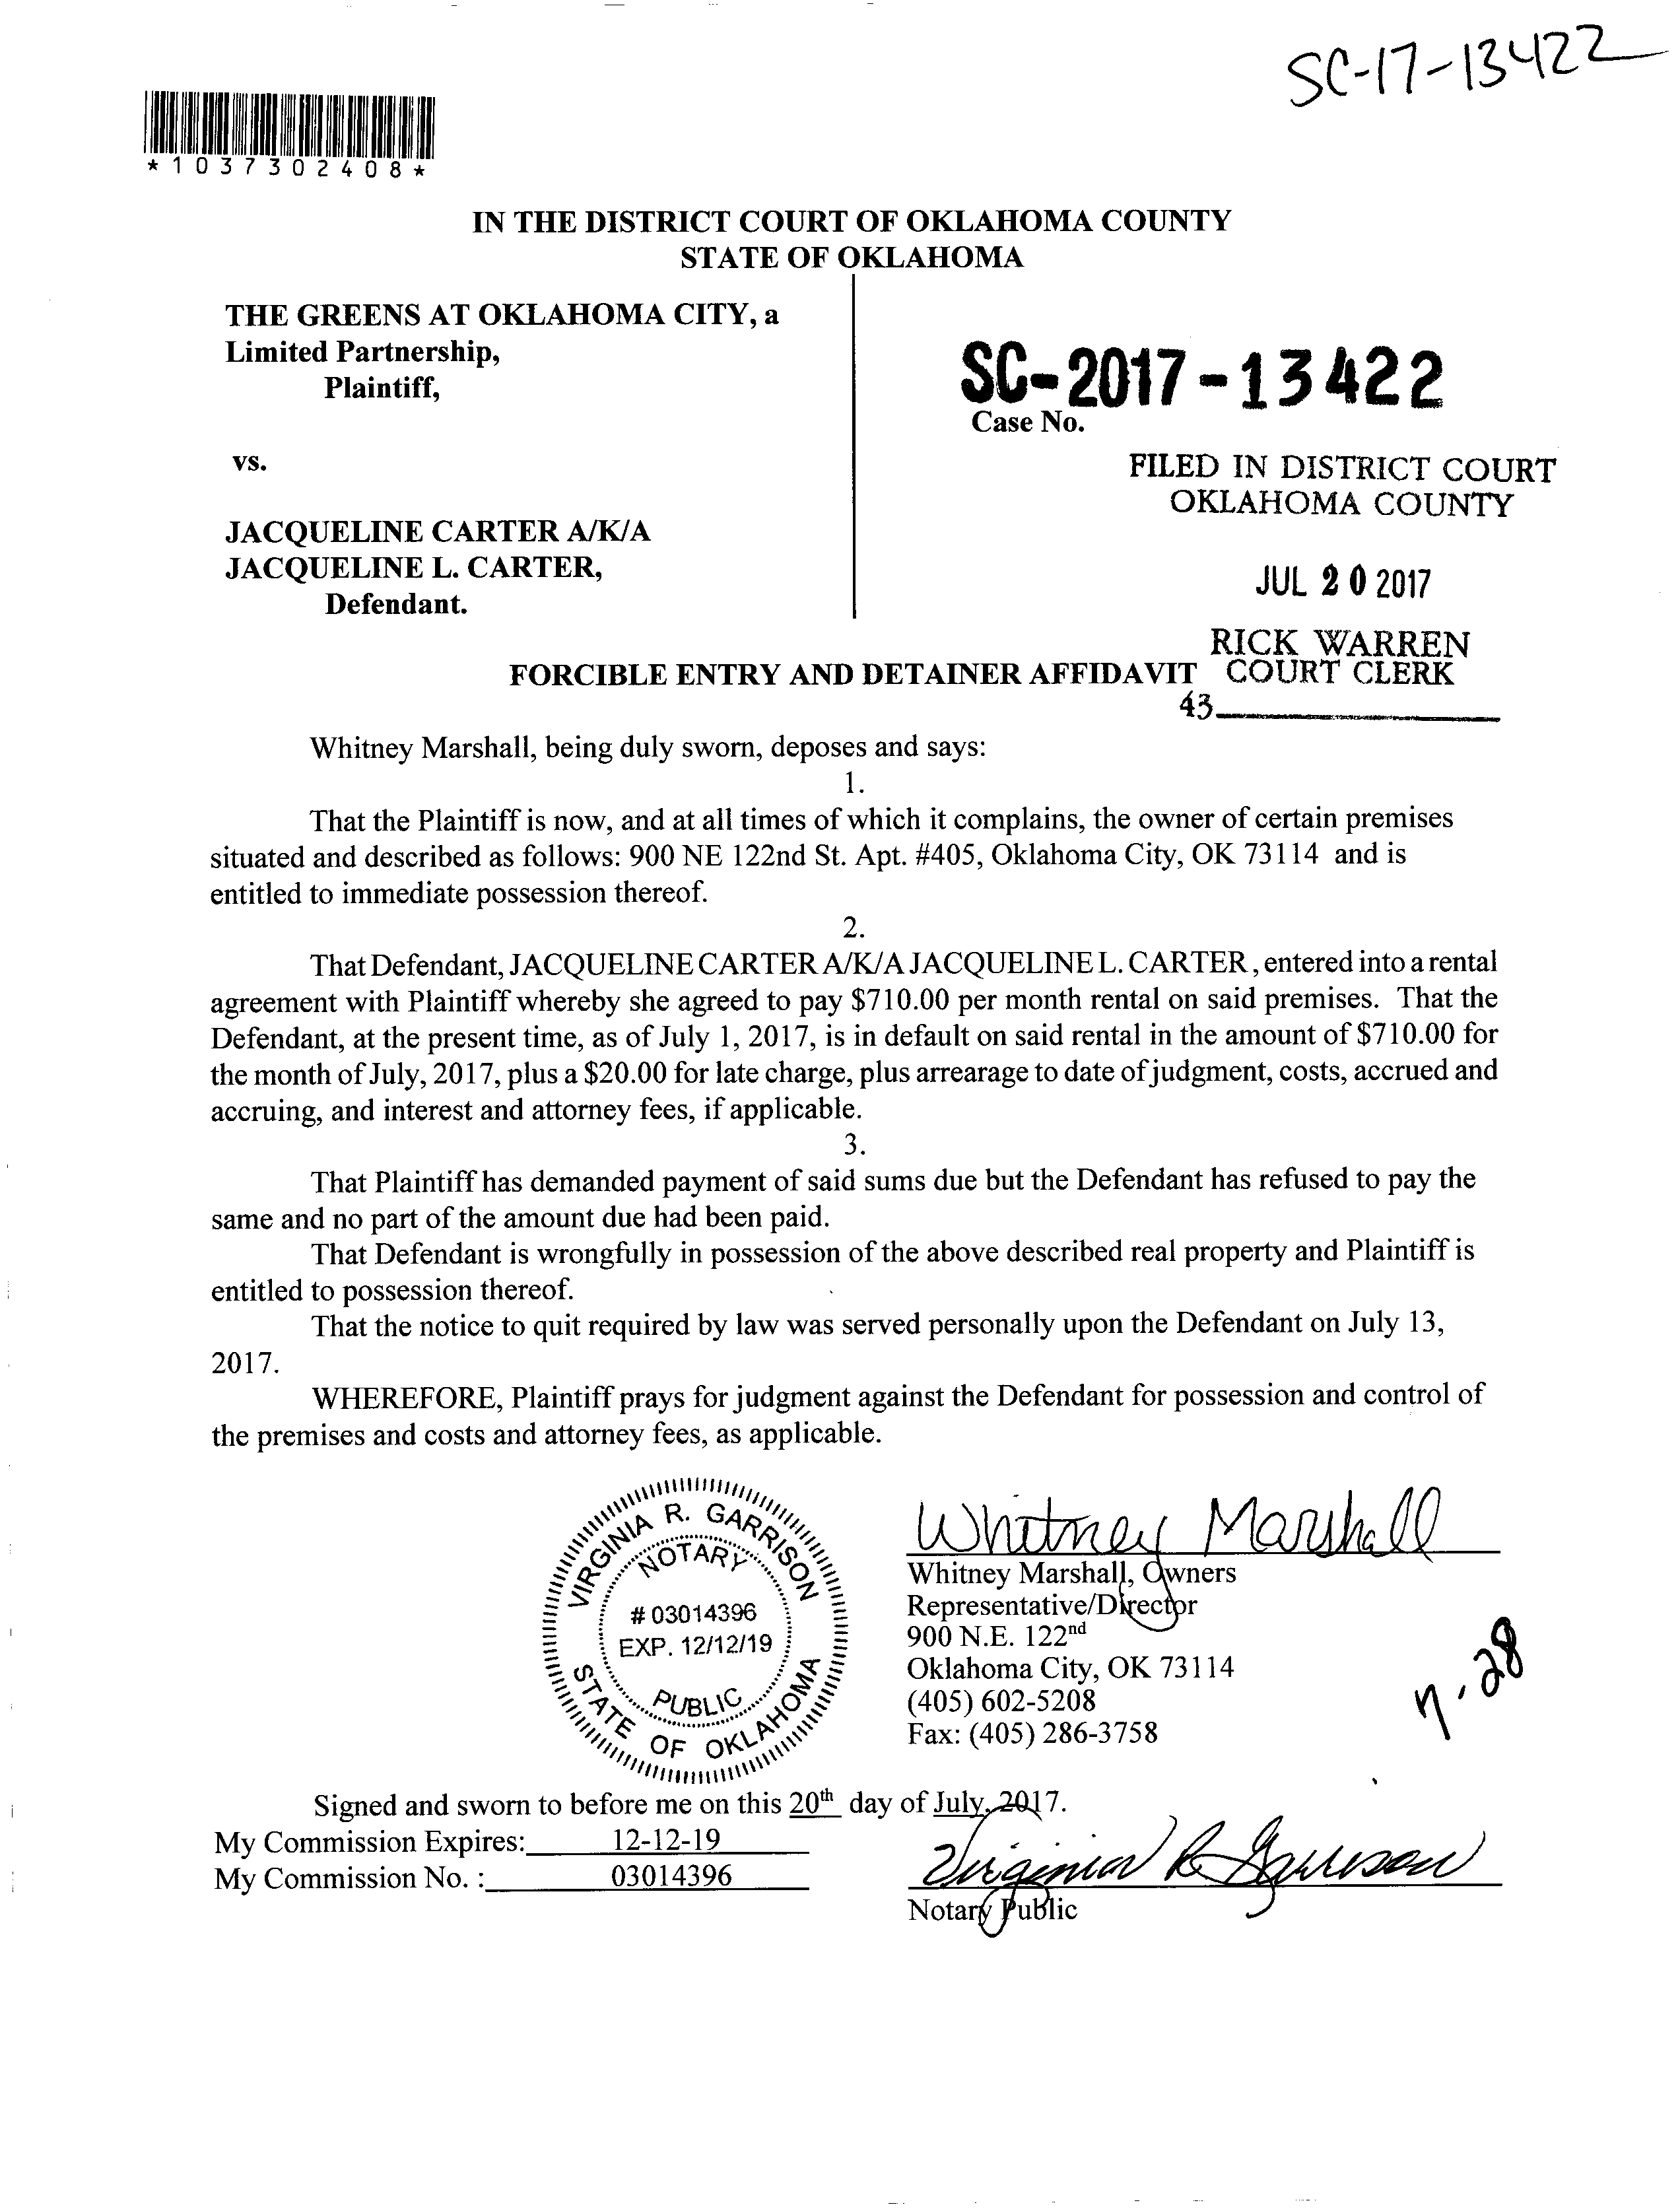 SC-17-13422
*1037302408*
IN THE DISTRICT COURT OF OKLAHOMA COUNTY
STATE OF OKLAHOMA
THE GREENS AT OKLAHOMA CITY, a
Limited Partnership,
Plaintiff,
vs.
JACQUELINE CARTER A/K/A
JACQUELINE L. CARTER,
Defendant.
SC-2017-13422
Case No.
FILED IN DISTRICT COURT
OKLAHOMA COUNTY
JUL 20 2017
RICK WARREN
COURT CLERK
43
FORCIBLE ENTRY AND DETAINER AFFIDAVIT
Whitney Marshall, being duly sworn, deposes and says:
1.
That the Plaintiff is now, and at all times of which it complains, the owner of certain premises
situated and described as follows: 900 NE 122nd St. Apt. #405, Oklahoma City, OK 73114 and is
entitled to immediate possession thereof.
2.
That Defendant, JACQUELINE CARTER A/K/A JACQUELINE L. CARTER, entered into a rental
agreement with Plaintiff whereby she agreed to pay $710.00 per month rental on said premises. That the
Defendant, at the present time, as of July 1, 2017, is in default on said rental in the amount of $710.00 for
the month of July, 2017, plus a $20.00 for late charge, plus arrearage to date of judgment, costs, accrued and
accruing, and interest and attorney fees, if applicable.
3.
That Plaintiff has demanded payment of said sums due but the Defendant has refused to pay the
same and no part of the amount due had been paid.
That Defendant is wrongfully in possession of the above described real property and Plaintiff is
entitled to possession thereof.
That the notice to quit required by law was served personally upon the Defendant on July 13,
2017.
WHEREFORE, Plaintiff prays for judgment against the Defendant for possession and control of
the premises and costs and attorney fees, as applicable.
VIRGINIA R. GARRISON
NOTARY
# 03014396
EXP. 12/12/19
PUBLIC
STATE OF OKLAHOMA
Whitney Marshall
Whitney Marshall, Owners
Representative/Director
900 N.E. 122nd
Oklahoma City, OK 73114
(405) 602-5208
Fax: (405) 286-3758
7.28
Signed and sworn to before me on this 20th day of July, 2017.
My Commission Expires: 12-12-19
My Commission No. : 03014396
Virginia R Garrison
Notary Public